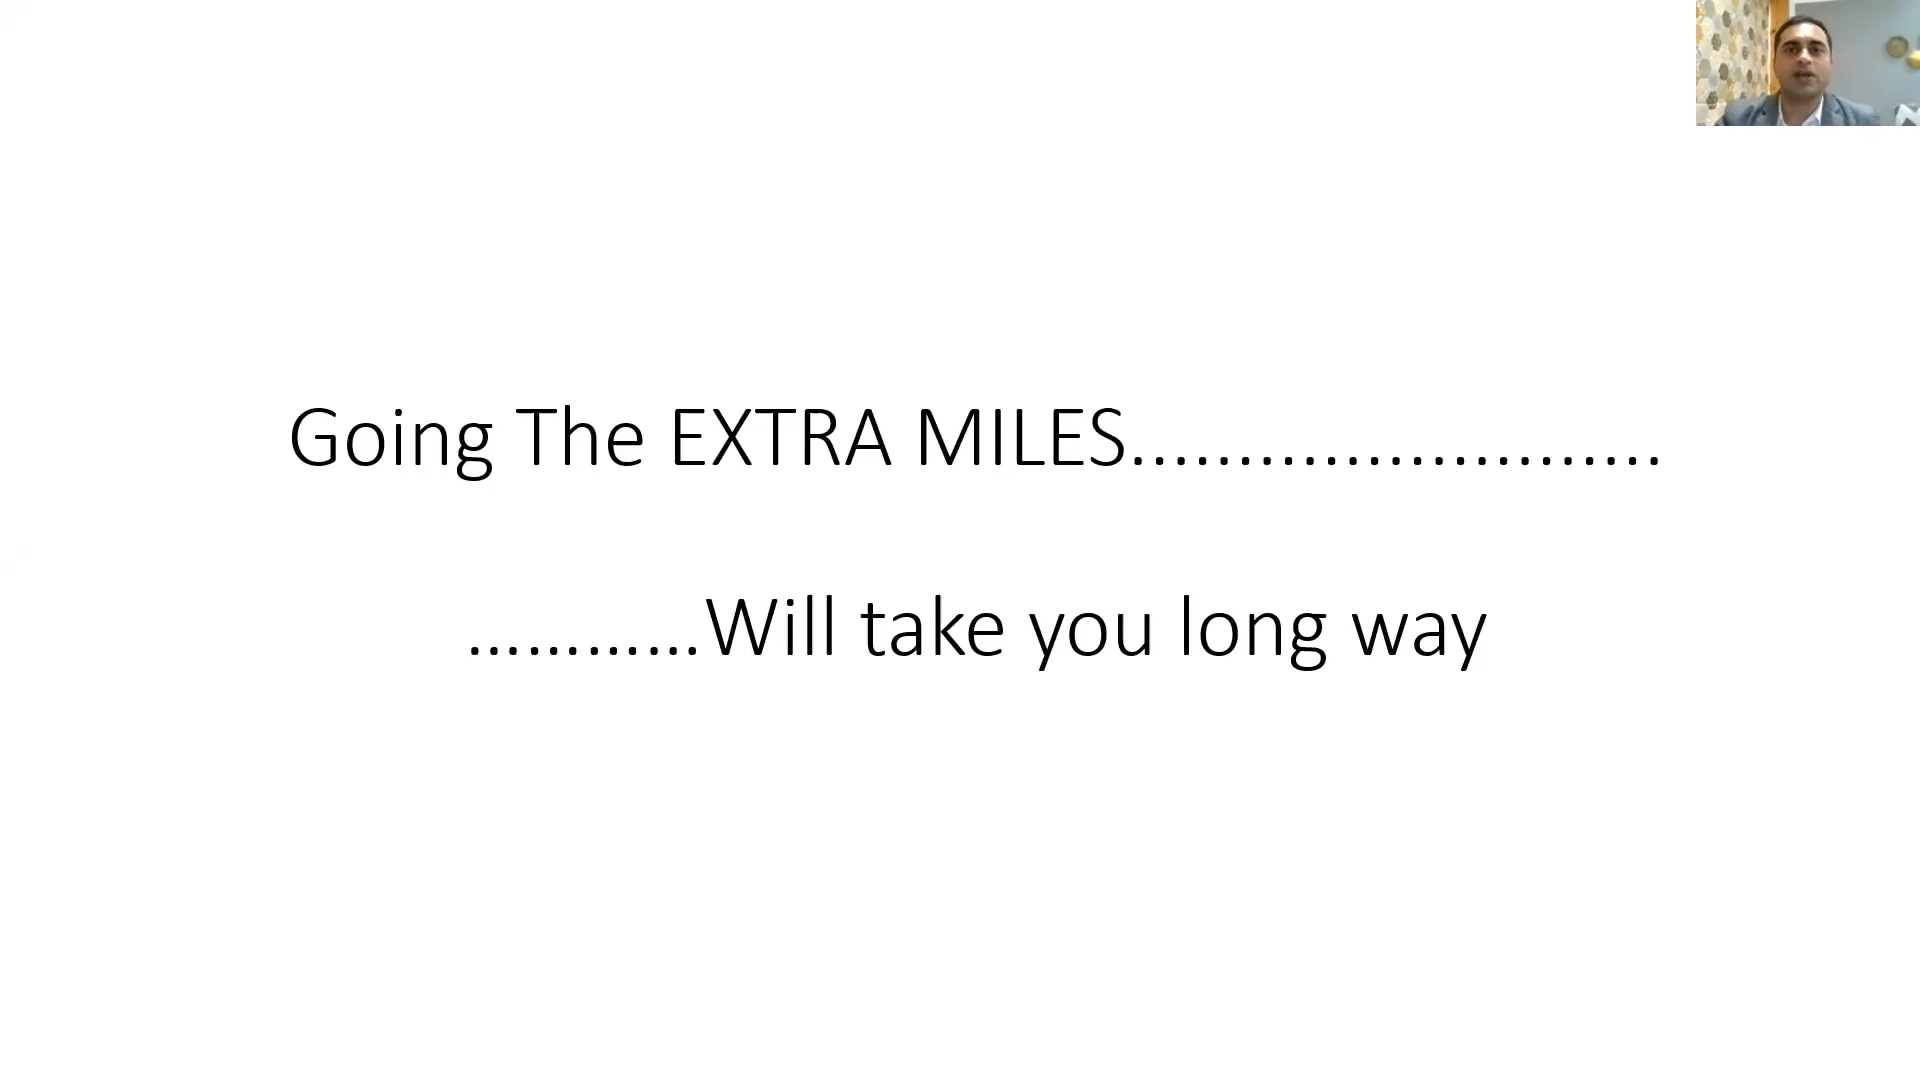 Going The EXTRA MILES.........................
…………Will take you long way